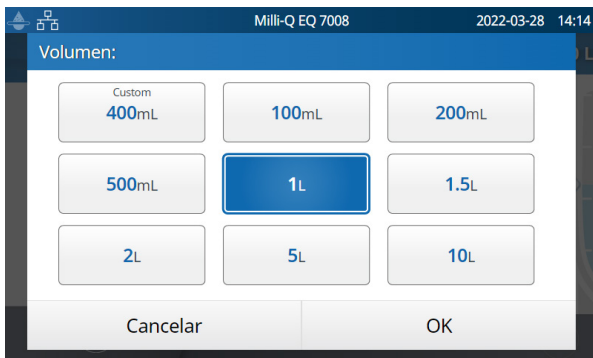 Milli-Q EQ 7008 2022-03-28 14:14
Volumen:
Custom
400mL 100mL 200mL
500mL 1L 1.5L
2L 5L 10L
Cancelar OK